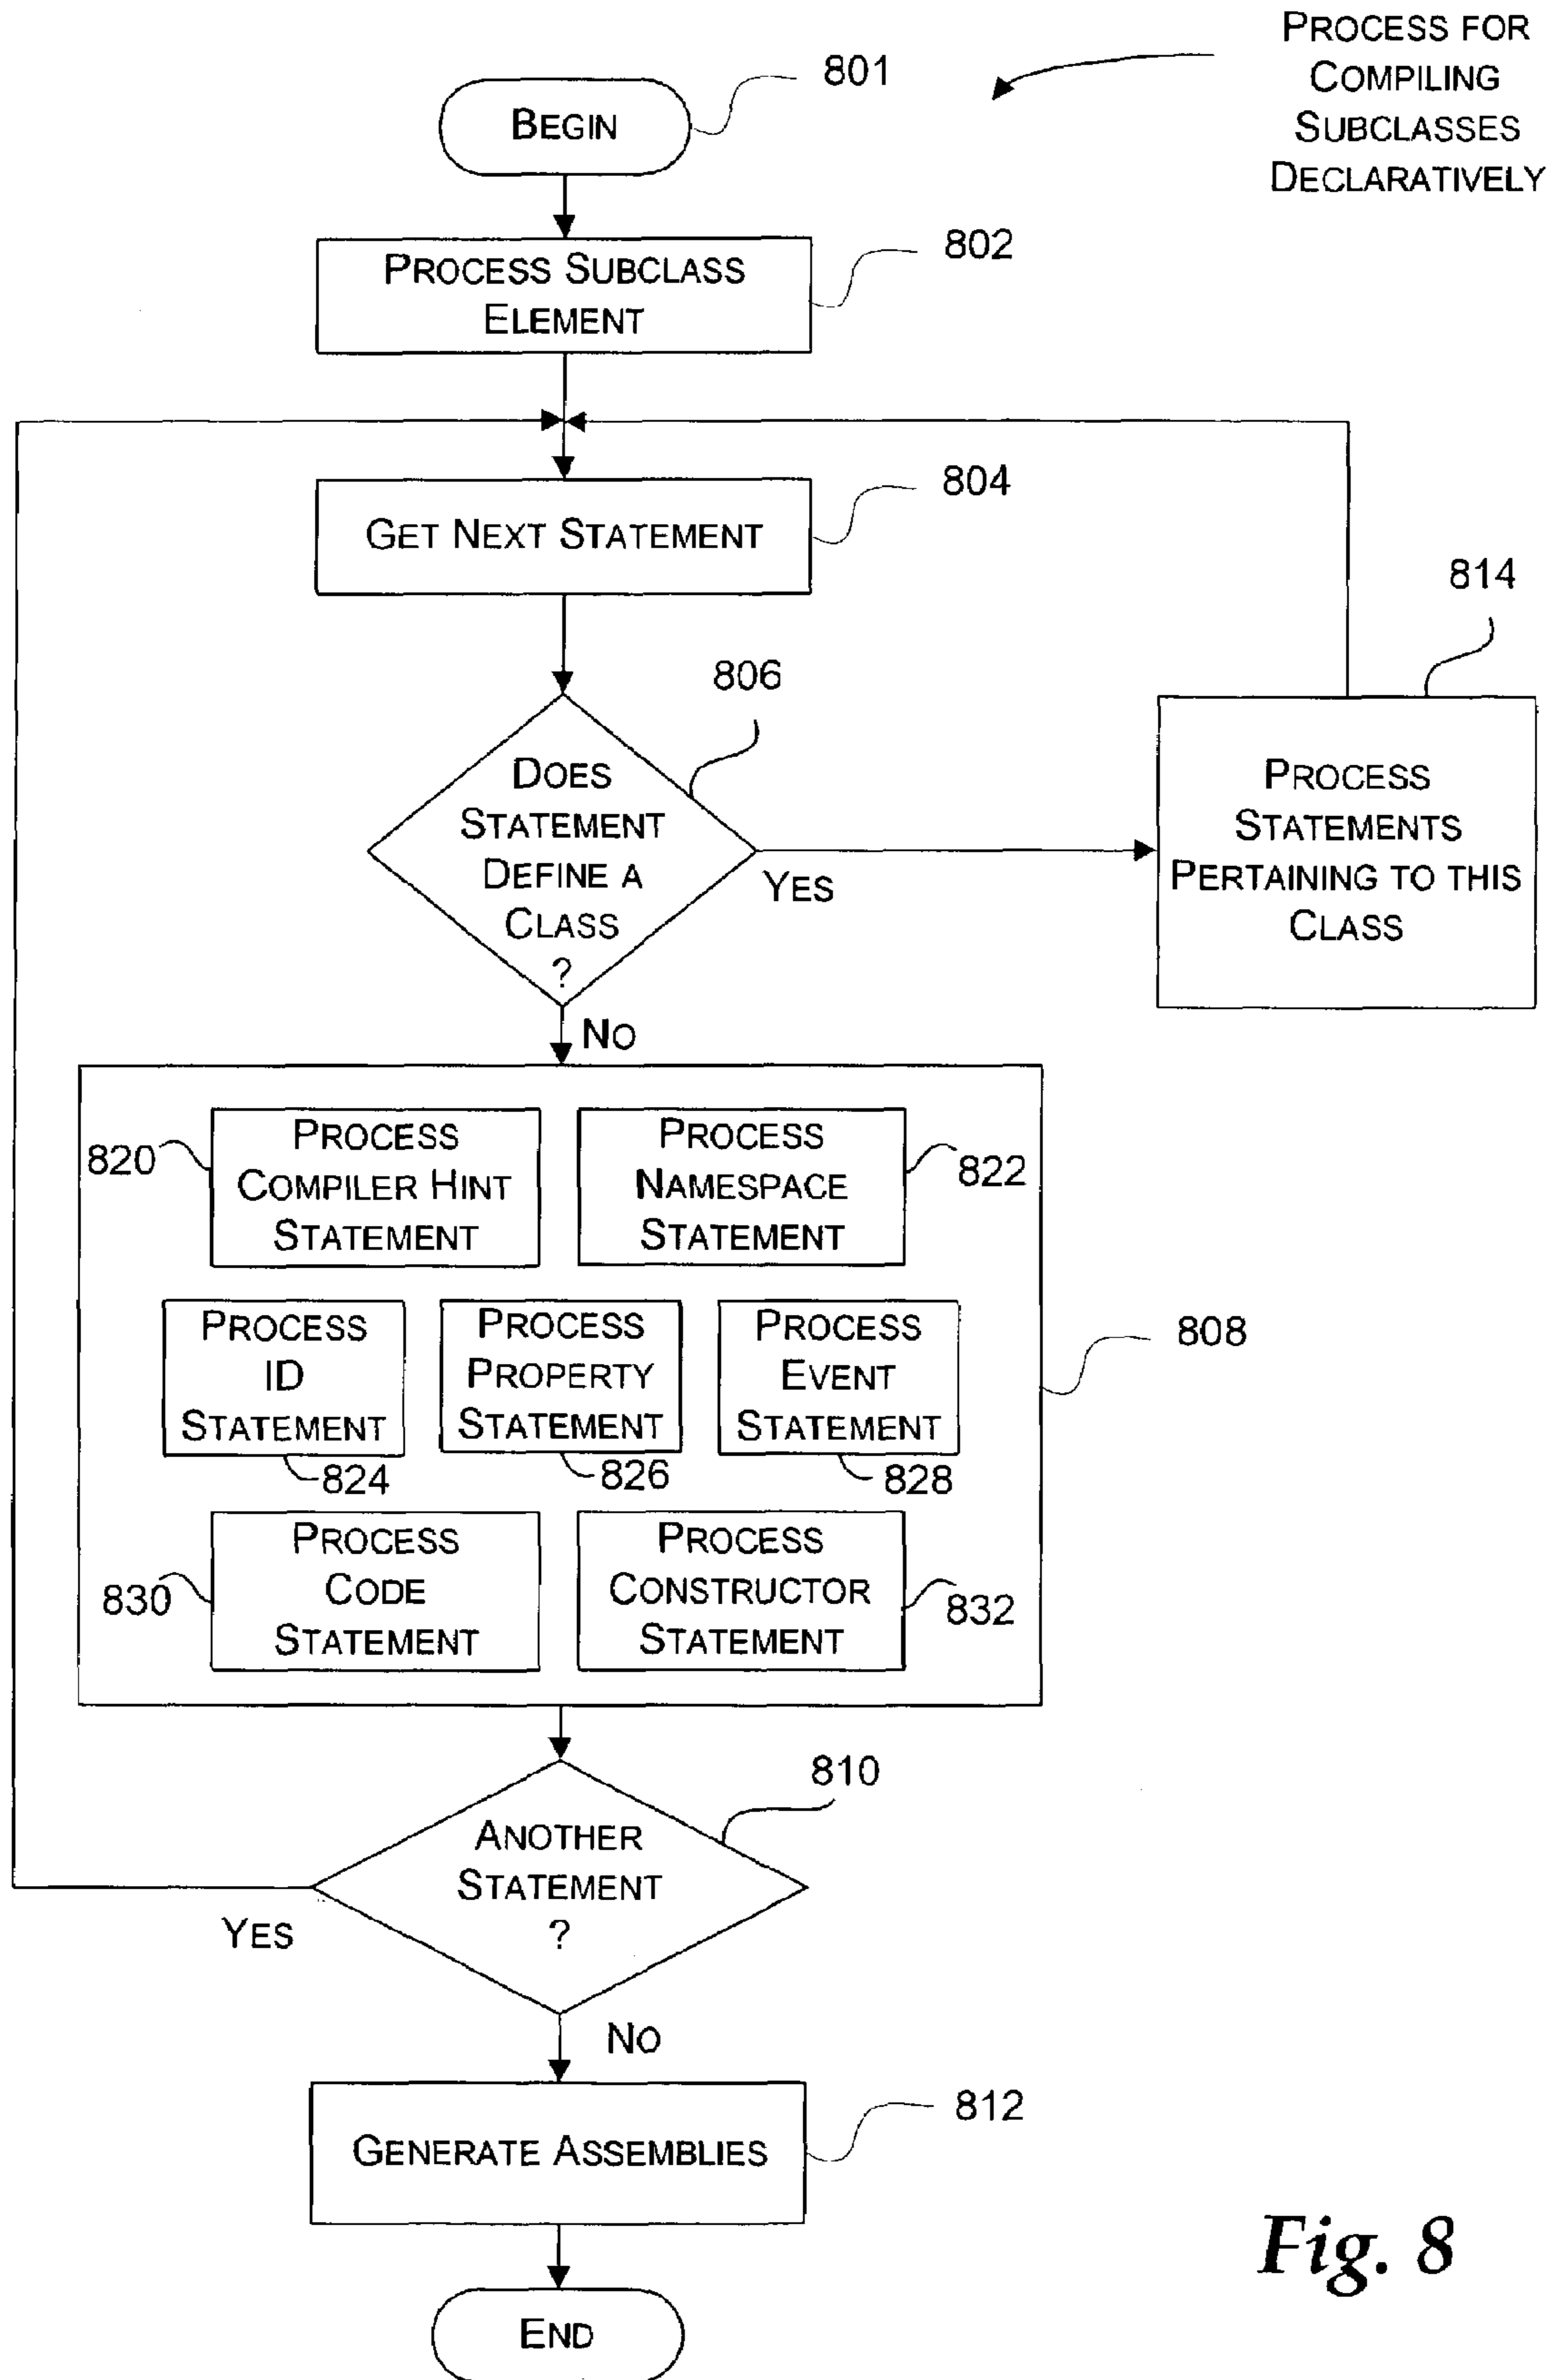 PROCESS FOR
COMPILING
SUBCLASSES
DECLARATIVELY
801
BEGIN
802
PROCESS SUBCLASS
ELEMENT
804
GET NEXT STATEMENT
814
806
DOES
STATEMENT
DEFINE A
CLASS
?
YES
PROCESS
STATEMENTS
PERTAINING TO THIS
CLASS
NO
820
PROCESS
COMPILER HINT
STATEMENT
PROCESS
NAMESPACE
STATEMENT
822
PROCESS
ID
STATEMENT
824
PROCESS
PROPERTY
STATEMENT
826
PROCESS
EVENT
STATEMENT
828
808
830
PROCESS
CODE
STATEMENT
PROCESS
CONSTRUCTOR
STATEMENT
832
810
ANOTHER
STATEMENT
?
YES
NO
812
GENERATE ASSEMBLIES
END
Fig. 8